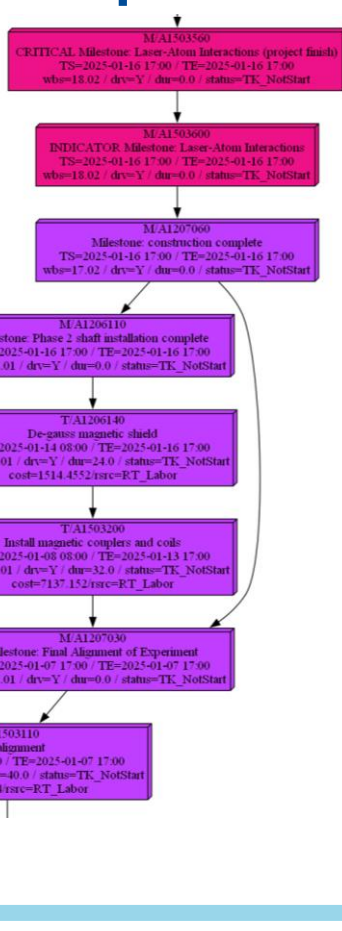 M/A1503560
CRITICAL Milestone: Laser-Atom Interactions (project finish)
TS=2025-01-16 17:00 / TE=2025-01-16 17:00
wbs=18.02 / drv=Y / dur=0.0 / status=TK_NotStart
M/A1503600
INDICATOR Milestone: Laser-Atom Interactions
TS=2025-01-16 17:00 / TE=2025-01-16 17:00
wbs=18.02 / drv=Y / dur=0.0 / status=TK_NotStart
M/A1207060
Milestone: construction complete
TS=2025-01-16 17:00 / TE=2025-01-16 17:00
wbs=17.02 / drv=Y / dur=0.0 / status=TK_NotStart
M/A1206110
stone: Phase 2 shaft installation complete
2025-01-16 17:00 / TE=2025-01-16 17:00
.01 / drv=Y / dur=0.0 / status=TK_NotStart
T/A1206140
De-gauss magnetic shield
2025-01-14 08:00 / TE=2025-01-16 17:00
01 / drv=Y / dur=24.0 / status=TK_NotStart
cost=1514.4552/rsrc=RT_Labor
T/A1503200
Install magnetic couplers and coils
2025-01-08 08:00 / TE=2025-01-13 17:00
01 / drv=Y / dur=32.0 / status=TK_NotStart
cost=7137.152/rsrc=RT_Labor
M/A1207030
lestone: Final Alignment of Experiment
2025-01-07 17:00 / TE=2025-01-07 17:00
.01 / drv=Y / dur=0.0 / status=TK_NotStart
503110
lignment
/ TE=2025-01-07 17:00
=40.0 / status=TK_NotStart
/rsrc=RT_Labor